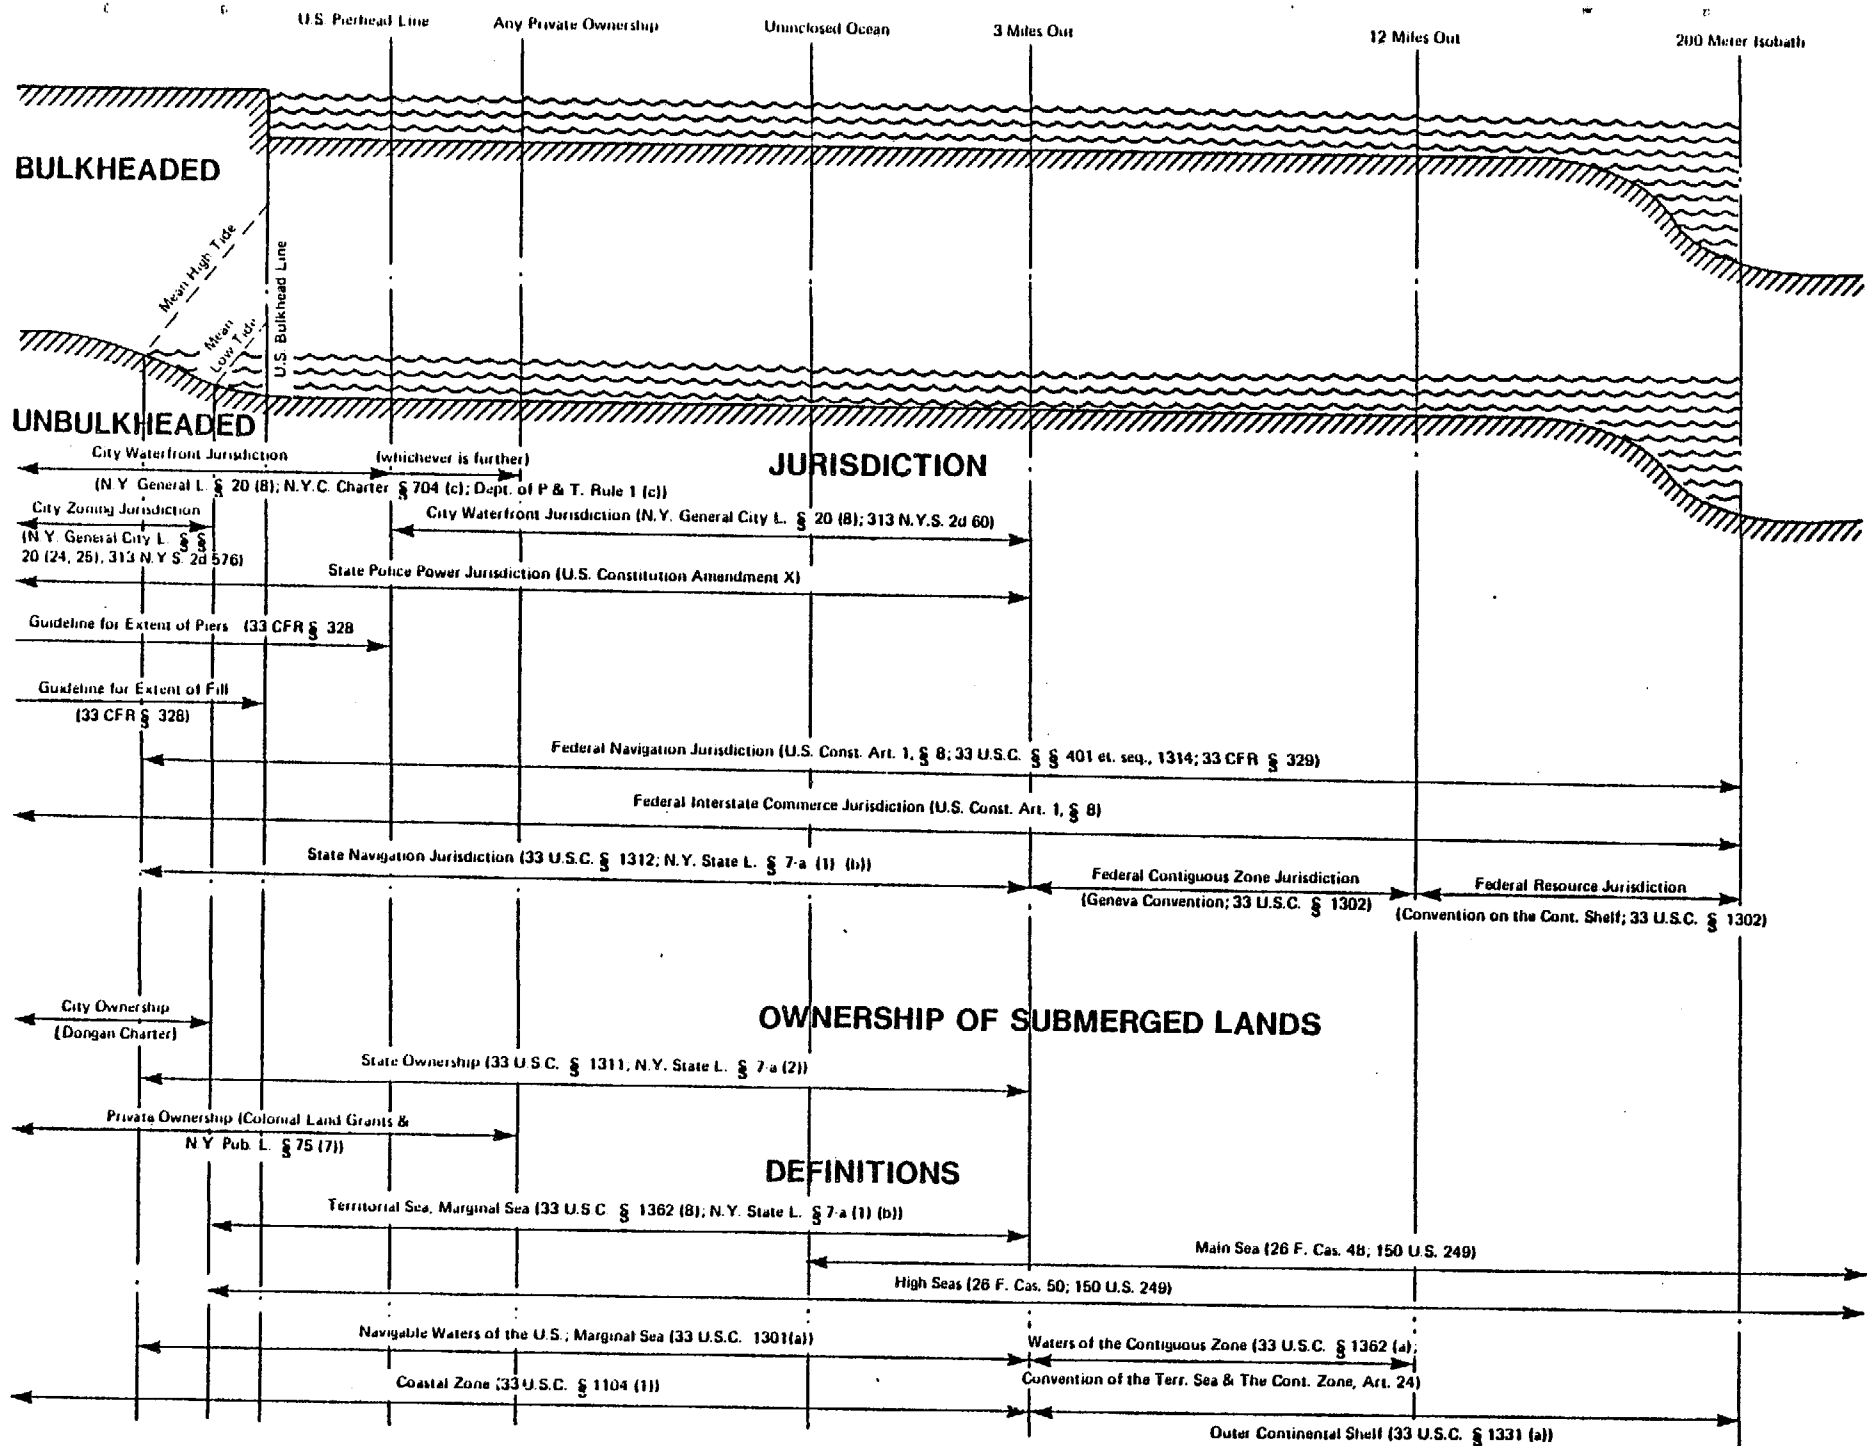 U.S. Pierhead Line
Any Private Ownership
Uninclosed Ocean
3 Miles Out
12 Miles Out
200 Meter Isobath
BULKHEADED
Mean High Tide
Mean
Low Tide
U.S. Bulkhead Line
UNBULKHEADED
City Waterfront Jurisdiction
(whichever is further)
JURISDICTION
(N.Y. General L. § 20 (8); N.Y.C. Charter § 704 (c); Dept. of P & T. Rule 1 (c))
City Zoning Jurisdiction
City Waterfront Jurisdiction (N.Y. General City L. § 20 (8); 313 N.Y.S. 2d 60)
(N.Y. General City L. § §
20 (24, 25), 313 N.Y.S. 2d 576)
State Police Power Jurisdiction (U.S. Constitution Amendment X)
Guideline for Extent of Piers (33 CFR § 328
Guideline for Extent of Fill
(33 CFR § 328)
Federal Navigation Jurisdiction (U.S. Const. Art. 1, § 8; 33 U.S.C. § § 401 et. seq., 1314; 33 CFR § 329)
Federal Interstate Commerce Jurisdiction (U.S. Const. Art. 1, § 8)
State Navigation Jurisdiction (33 U.S.C. § 1312; N.Y. State L. § 7-a (1) (b))
Federal Contiguous Zone Jurisdiction
(Geneva Convention; 33 U.S.C. § 1302)
Federal Resource Jurisdiction
(Convention on the Cont. Shelf; 33 U.S.C. § 1302)
City Ownership
(Dongan Charter)
OWNERSHIP OF SUBMERGED LANDS
State Ownership (33 U.S.C. § 1311; N.Y. State L. § 7-a (2))
Private Ownership (Colonial Land Grants &
N.Y. Pub. L. § 75 (7))
DEFINITIONS
Territorial Sea, Marginal Sea (33 U.S.C. § 1362 (8); N.Y. State L. § 7-a (1) (b))
Main Sea (26 F. Cas. 48; 150 U.S. 249)
High Seas (26 F. Cas. 50; 150 U.S. 249)
Navigable Waters of the U.S.; Marginal Sea (33 U.S.C. 1301(a))
Waters of the Contiguous Zone (33 U.S.C. § 1362 (a);
Convention of the Terr. Sea & The Cont. Zone, Art. 24)
Coastal Zone (33 U.S.C. § 1104 (1))
Outer Continental Shelf (33 U.S.C. § 1331 (a))